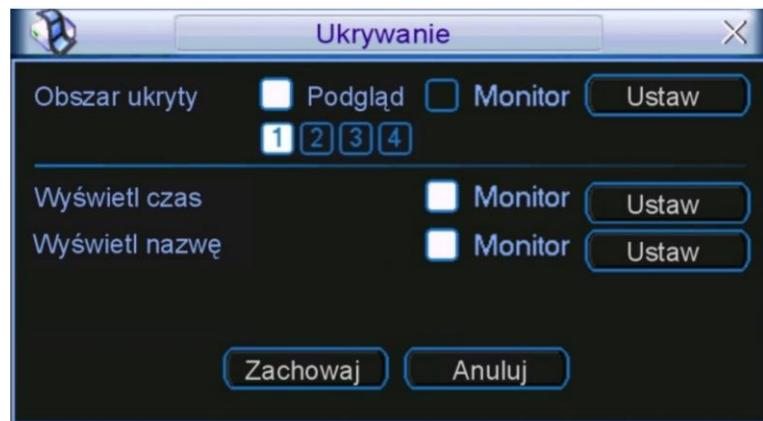 Ukrywanie
Obszar ukryty Podgląd Monitor Ustaw
1 2 3 4
Wyświetl czas Monitor Ustaw
Wyświetl nazwę Monitor Ustaw
Zachowaj Anuluj